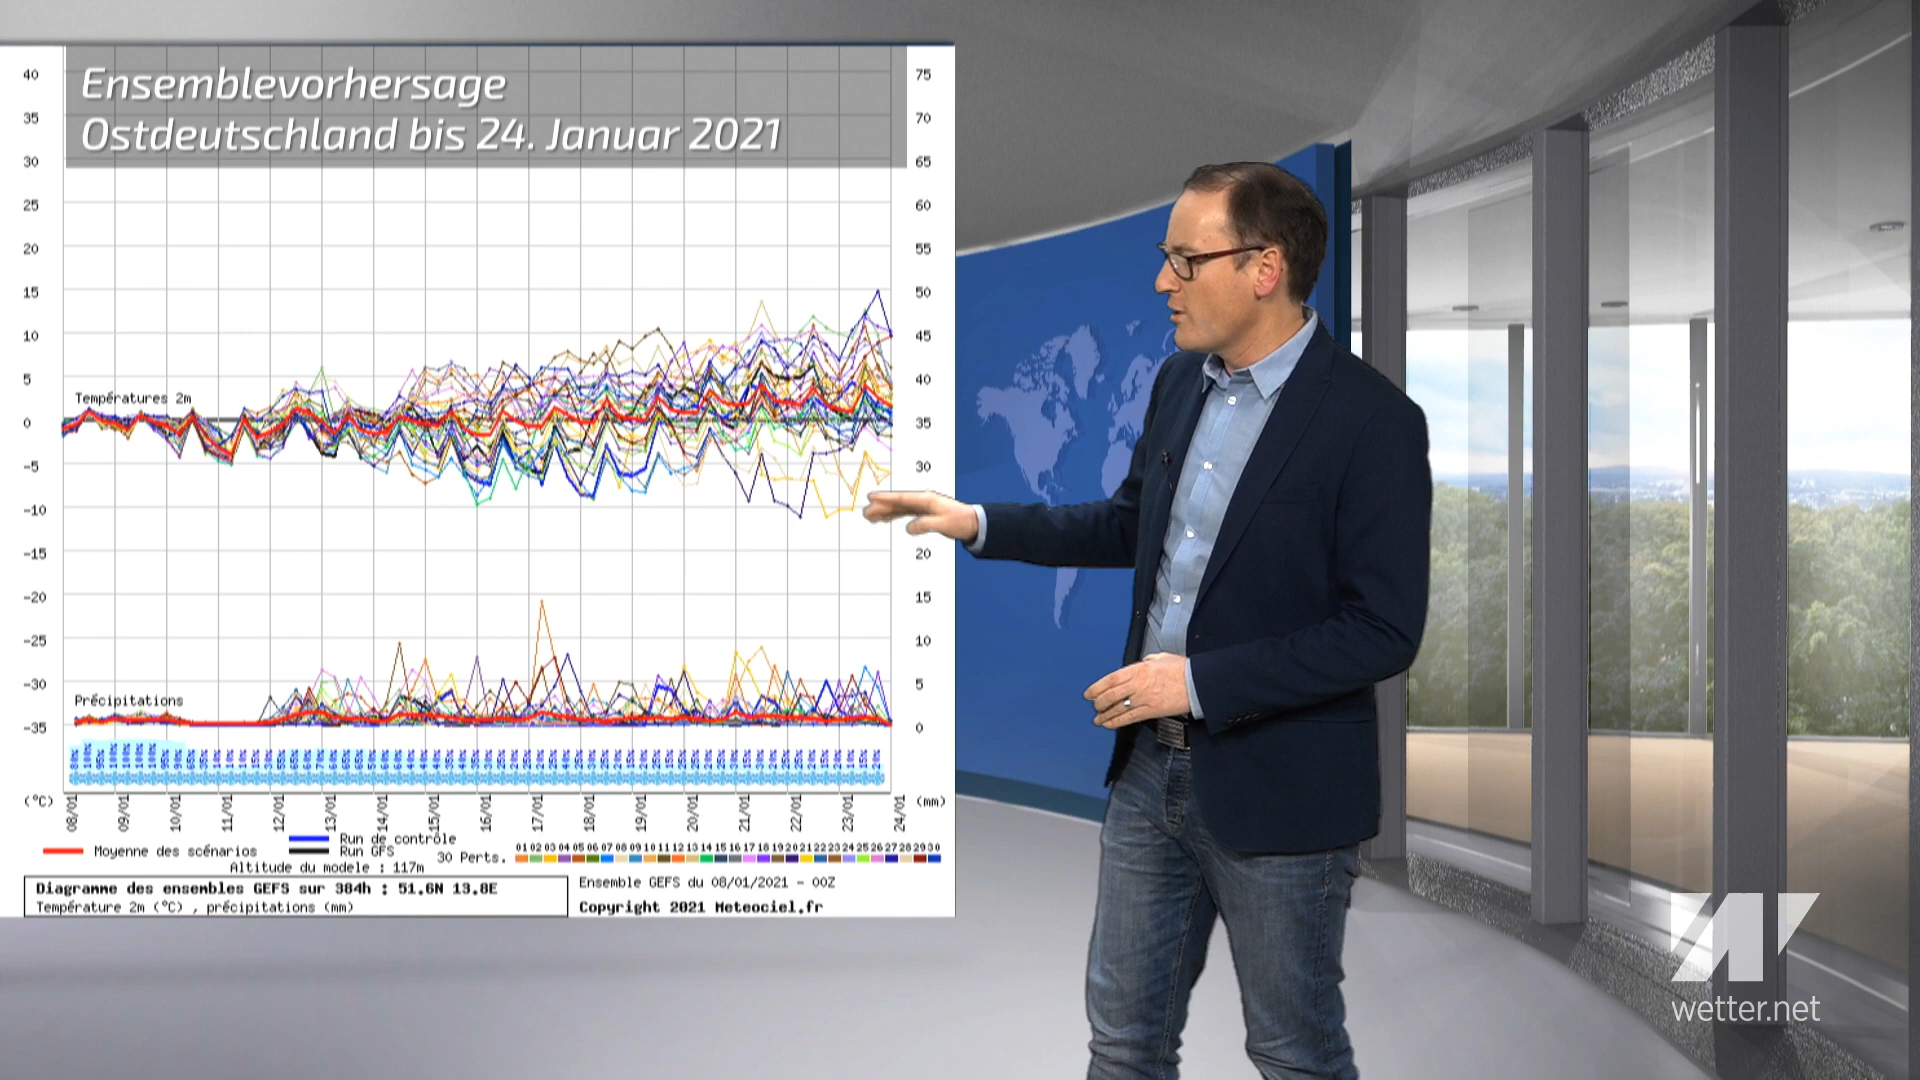 Ensemblevorhersage
Ostdeutschland bis 24. Januar 2021
40
35
30
25
20
15
10
5
0
-5
-10
-15
-20
-25
-30
-35
(°C)
75
70
65
60
55
50
45
40
35
30
20
15
10
5
0
(mm)
Températures 2m
Précipitations
08/01 09/01 10/01 11/01 12/01 13/01 14/01 15/01 16/01 17/01 18/01 19/01 20/01 21/01 22/01 23/01 24/01
Moyenne des scénarios
Run de contrôle
Run GFS
30 Perts.
01 02 03 04 05 06 07 08 09 10 11 12 13 14 15 16 17 18 19 20 21 22 23 24 25 26 27 28 29 30
Altitude du modele : 117m
Diagramme des ensembles GEFS sur 384h : 51.6N 13.8E
Température 2m (°C) , précipitations (mm)
Ensemble GEFS du 08/01/2021 - 00Z
Copyright 2021 Meteociel.fr
wetter.net